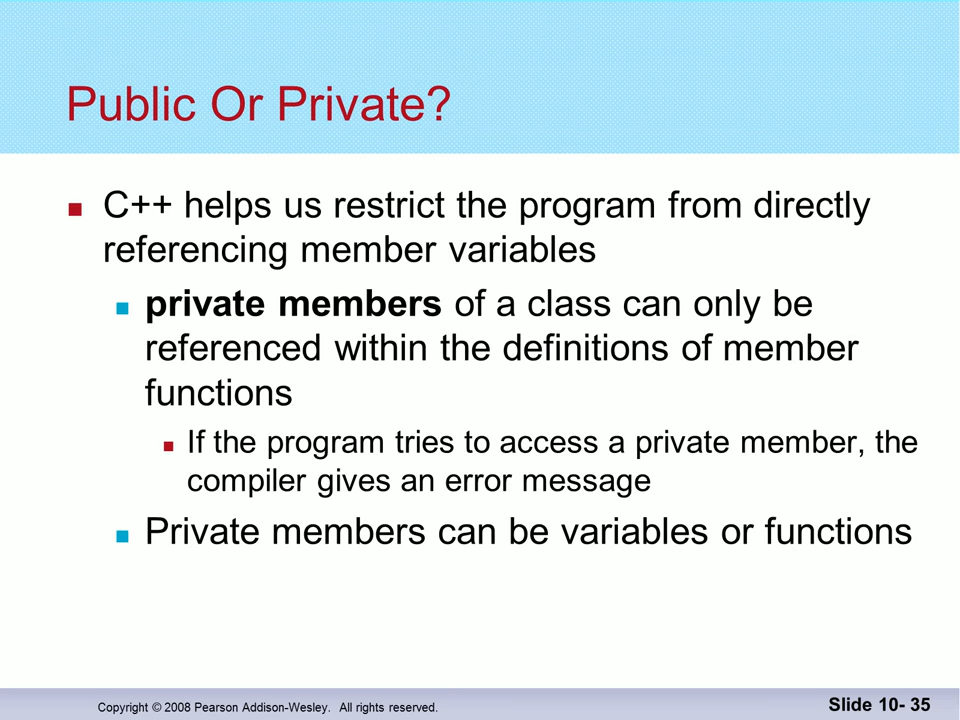 Public Or Private?
C++ helps us restrict the program from directly
referencing member variables
private members of a class can only be
referenced within the definitions of member
functions
If the program tries to access a private member, the
compiler gives an error message
Private members can be variables or functions
Copyright © 2008 Pearson Addison-Wesley. All rights reserved.
Slide 10- 35